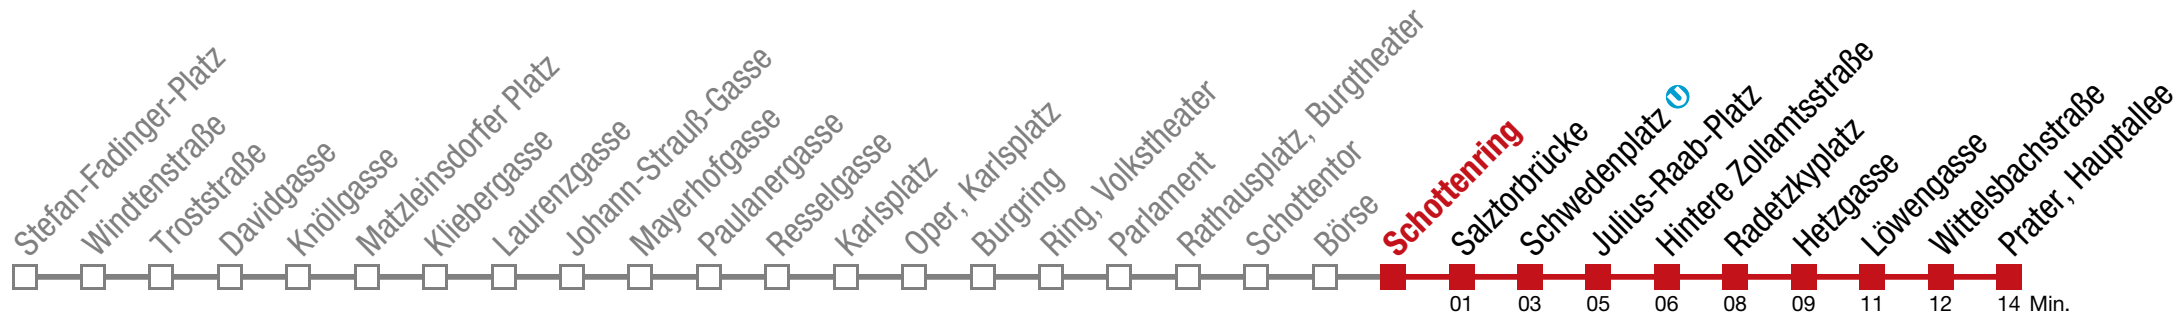 Stefan-Fadinger-Platz
Windtenstraße
Troststraße
Davidgasse
Knöllgasse
Matzleinsdorfer Platz
Kliebergasse
Laurenzgasse
Johann-Strauß-Gasse
Mayerhofgasse
Paulanergasse
Resselgasse
Karlsplatz
Oper, Karlsplatz
Burgring
Ring, Volkstheater
Parlament
Rathausplatz, Burgtheater
Schottentor
Börse
Schottenring
Salztorbrücke
Schwedenplatz U
Julius-Raab-Platz
Hintere Zollamtsstraße
Radetzkyplatz
Hetzgasse
Löwengasse
Wittelsbachstraße
Prater, Hauptallee
01 03 05 06 08 09 11 12 14 Min.